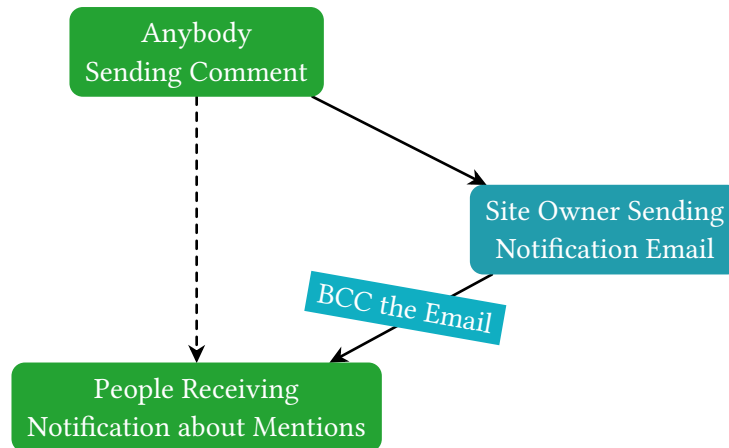 Anybody
Sending Comment
Site Owner Sending
Notification Email
BCC the Email
People Receiving
Notification about Mentions